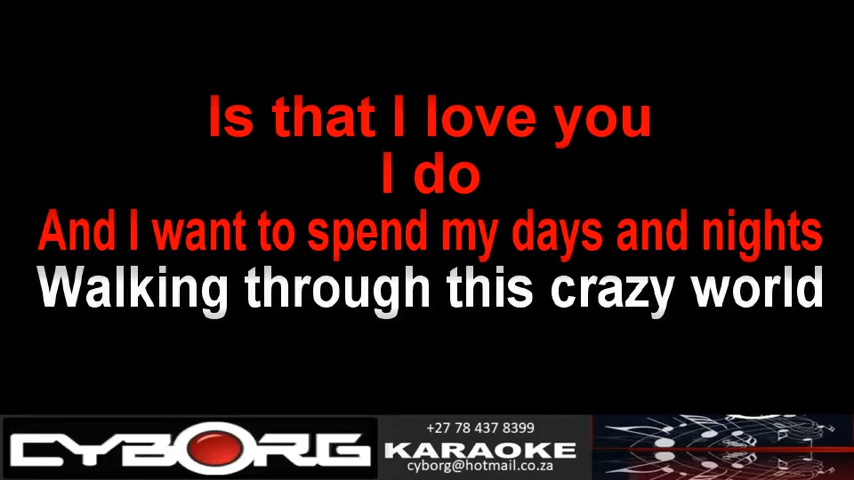 Is that I love you
I do
And I want to spend my days and nights
Walking through this crazy world
CYBORG
+27 78 437 8399
KARAOKE
cyborg@hotmail.co.za